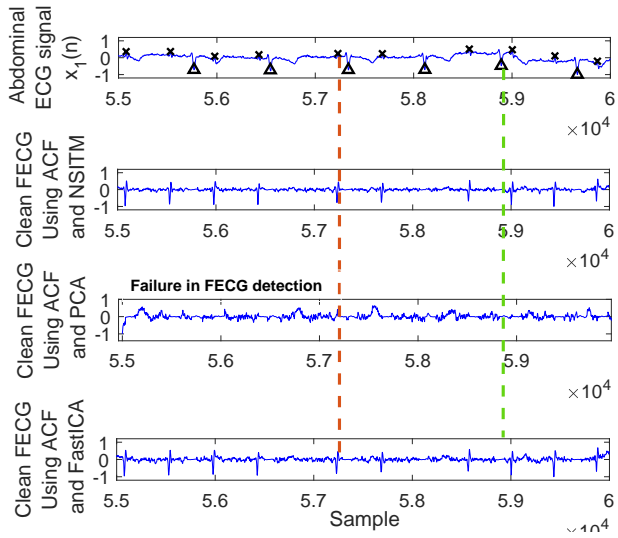 Abdominal
ECG signal
x1(n)
1
0
-1
5.5
5.6
5.7
5.8
5.9
6
×10^4
Clean FECG
Using ACF
and NSITM
1
0
-1
5.5
5.6
5.7
5.8
5.9
6
×10^4
Failure in FECG detection
Clean FECG
Using ACF
and PCA
1
0
-1
5.5
5.6
5.7
5.8
5.9
×10^4
Clean FECG
Using ACF
and FastICA
1
0
-1
5.5
5.6
5.7
5.8
5.9
6
Sample
×10^4